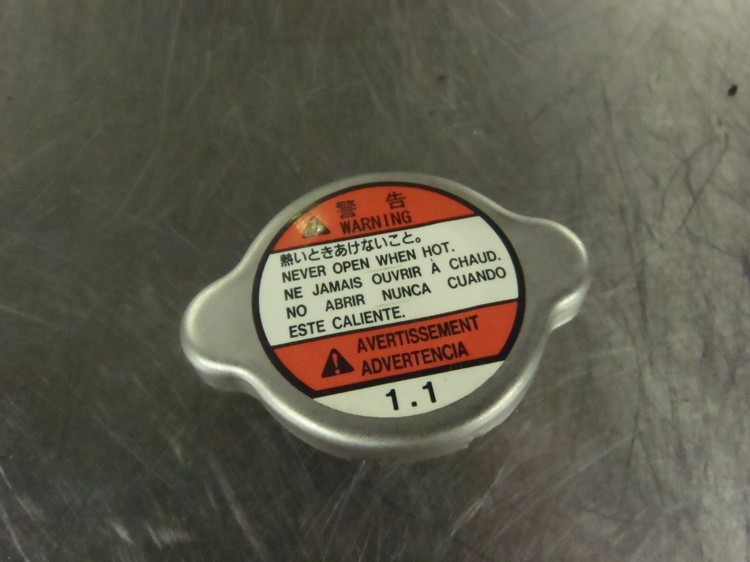 警告
WARNING
熱いときあけないこと。
NEVER OPEN WHEN HOT.
NE JAMAIS OUVRIR À CHAUD.
NO ABRIR NUNCA CUANDO
ESTE CALIENTE.
AVERTISSEMENT
ADVERTENCIA
1.1